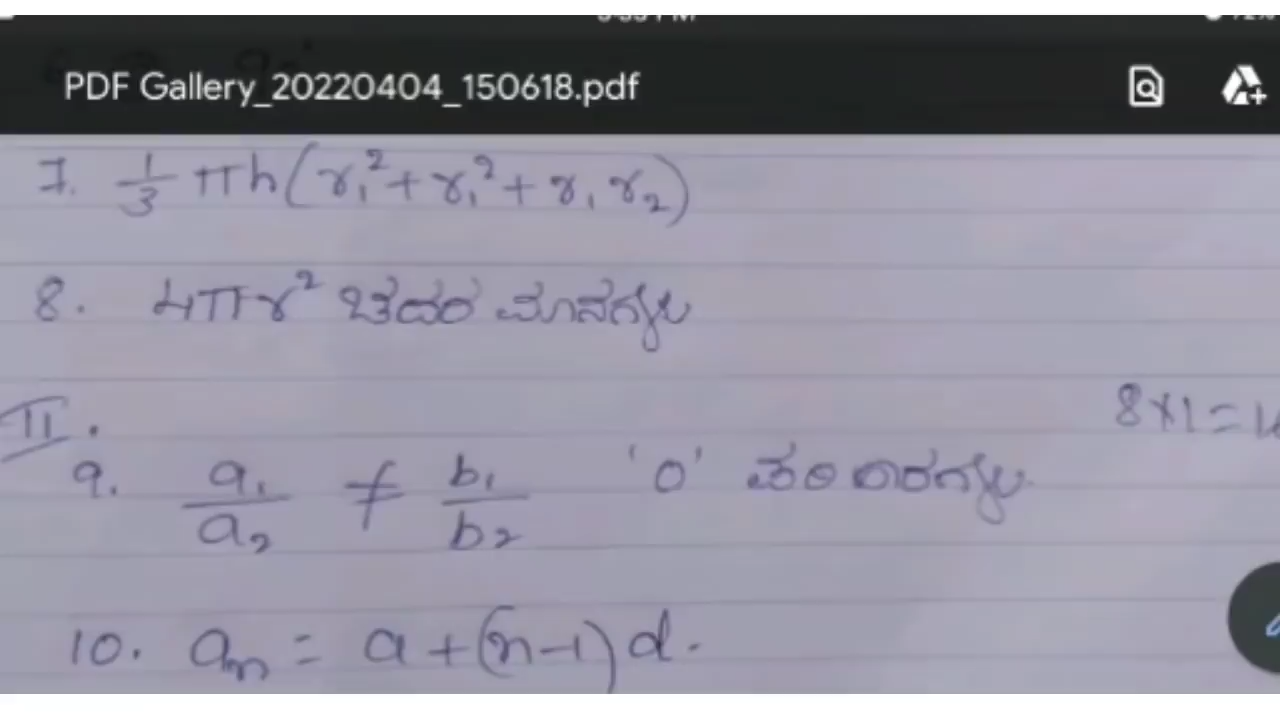 PDF Gallery_20220404_150618.pdf
7. 1/3 πh(r₁²+r₁²+r₁r₂)
8. 4πr² ಚದರ ಮಾನಗಳು
II.
8×1=
9. a₁/a₂ ≠ b₁/b₂ '0' ಪರಿಹಾರಗಳು
10. aₙ = a+(n-1)d.